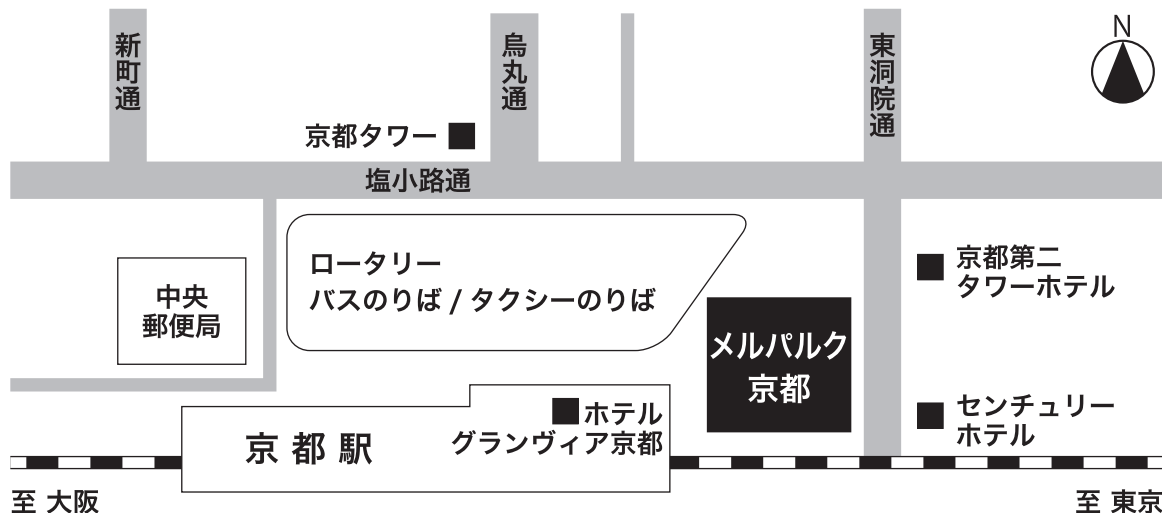 新町通
烏丸通
東洞院通
N
京都タワー
塩小路通
ロータリー
バスのりば / タクシーのりば
京都第二
タワーホテル
中央
郵便局
メルパルク
京都
ホテル
グランヴィア京都
センチュリー
ホテル
京都駅
至 大阪
至 東京